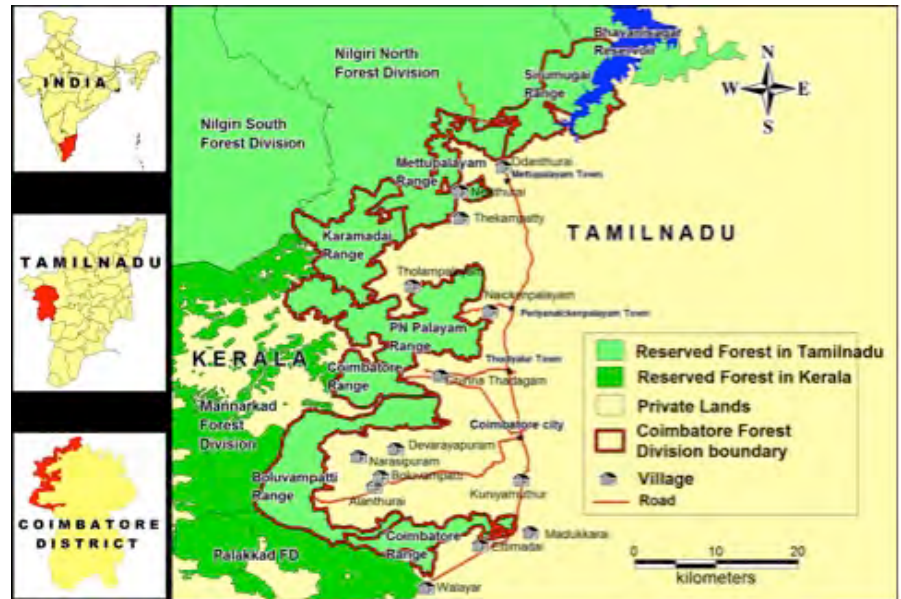 INDIA
TAMILNADU
COIMBATORE
DISTRICT
Nilgiri North
Forest Division
Bhavanisagar
Reservoir
Sirumugai
Range
N
W
E
S
Nilgiri South
Forest Division
Mettupalayam
Range
Odanthurai
Mettupalayam Town
Thekampatty
TAMILNADU
Karamadai
Range
Tholampalayam
Naickenpalayam
Periyanaickenpalayam Town
PN Palayam
Range
KERALA
Coimbatore
Range
Thudiyalur Town
Chinna Thadagam
Mannarkad
Forest
Division
Coimbatore city
Devarayapuram
Narasipuram
Boluvampatti
Range
Boluvampatti
Alanthurai
Kuniyamuthur
Coimbatore
Range
Ettimadai
Madukkarai
Palakkad FD
Walayar
Reserved Forest in Tamilnadu
Reserved Forest in Kerala
Private Lands
Coimbatore Forest
Division boundary
Village
Road
0 10 20
kilometers